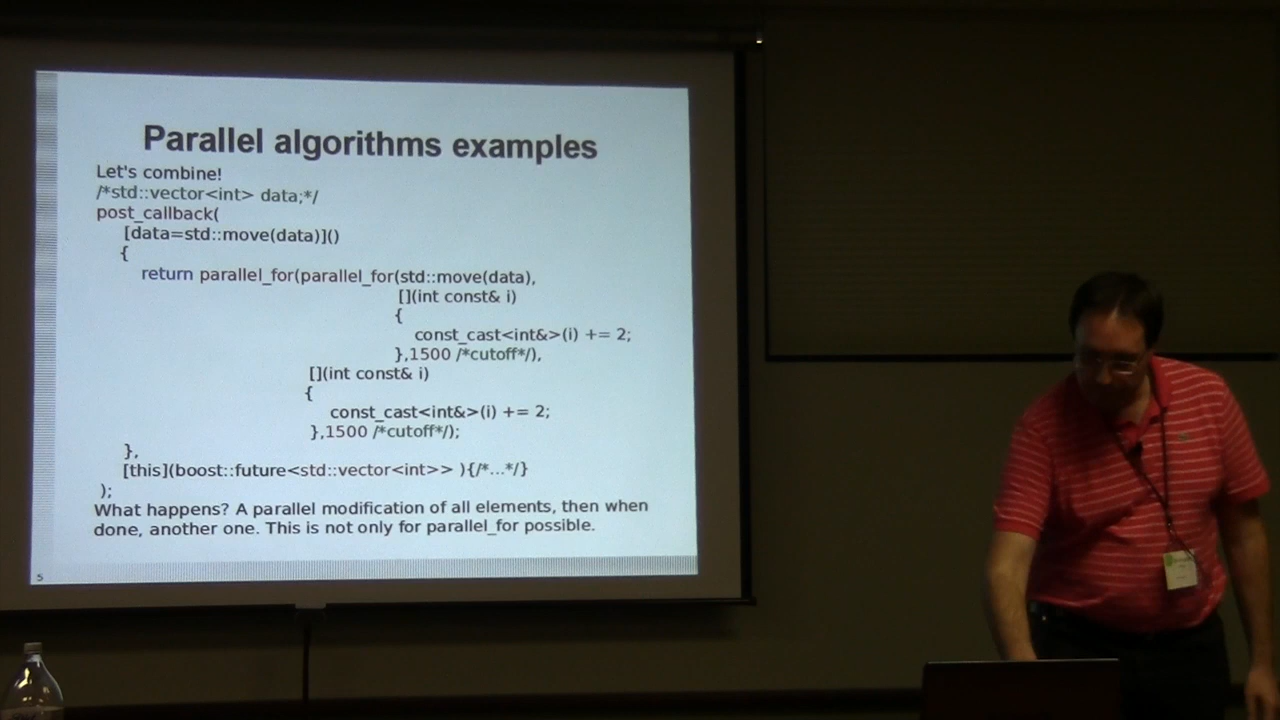 Parallel algorithms examples
Let's combine!
/*std::vector<int> data;*/
post_callback(
[data=std::move(data)]()
{
return parallel_for(parallel_for(std::move(data),
[](int const& i)
{
const_cast<int&>(i) += 2;
},1500 /*cutoff*/),
[](int const& i)
{
const_cast<int&>(i) += 2;
},1500 /*cutoff*/);
},
[this](boost::future<std::vector<int>> ){/*...*/}
);
What happens? A parallel modification of all elements, then when
done, another one. This is not only for parallel_for possible.
5